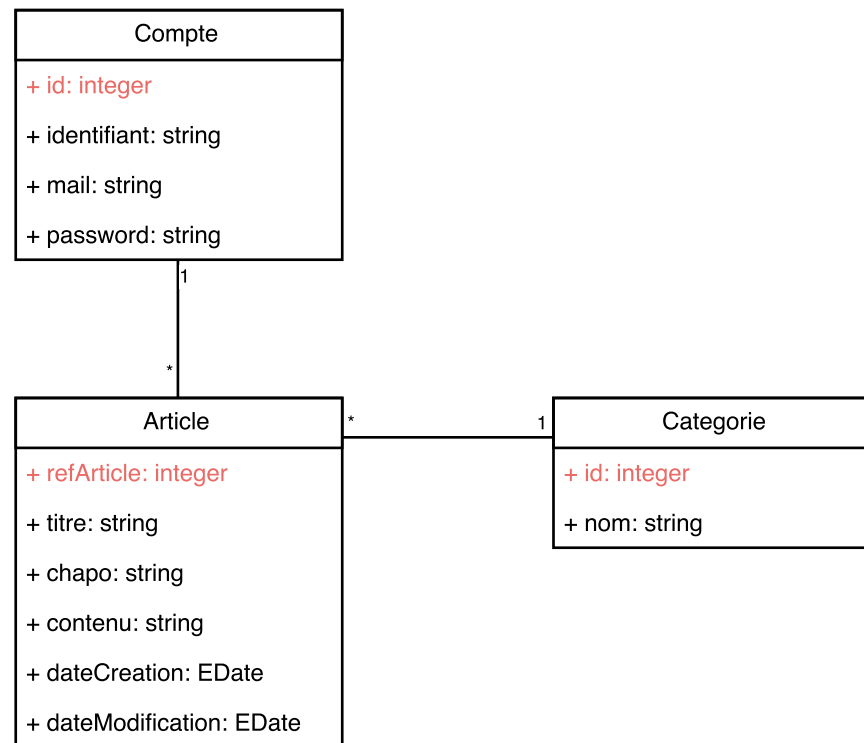 Compte
+ id: integer
+ identifiant: string
+ mail: string
+ password: string
1
*
Article
* 1
Categorie
+ refArticle: integer
+ titre: string
+ chapo: string
+ contenu: string
+ dateCreation: EDate
+ dateModification: EDate
+ id: integer
+ nom: string